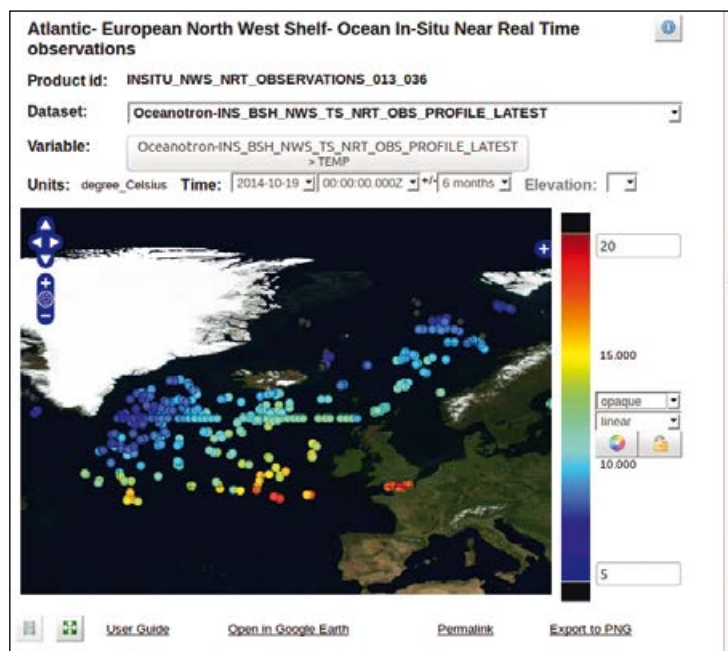 Atlantic- European North West Shelf- Ocean In-Situ Near Real Time
observations
Product id: INSITU_NWS_NRT_OBSERVATIONS_013_036
Dataset: Oceanotron-INS_BSH_NWS_TS_NRT_OBS_PROFILE_LATEST
Variable: Oceanotron-INS_BSH_NWS_TS_NRT_OBS_PROFILE_LATEST
> TEMP
Units: degree_Celsius Time: 2014-10-19 00:00:00.000Z +/- 6 months Elevation:
20
15.000
opaque
linear
10.000
5
User Guide Open in Google Earth Permalink Export to PNG